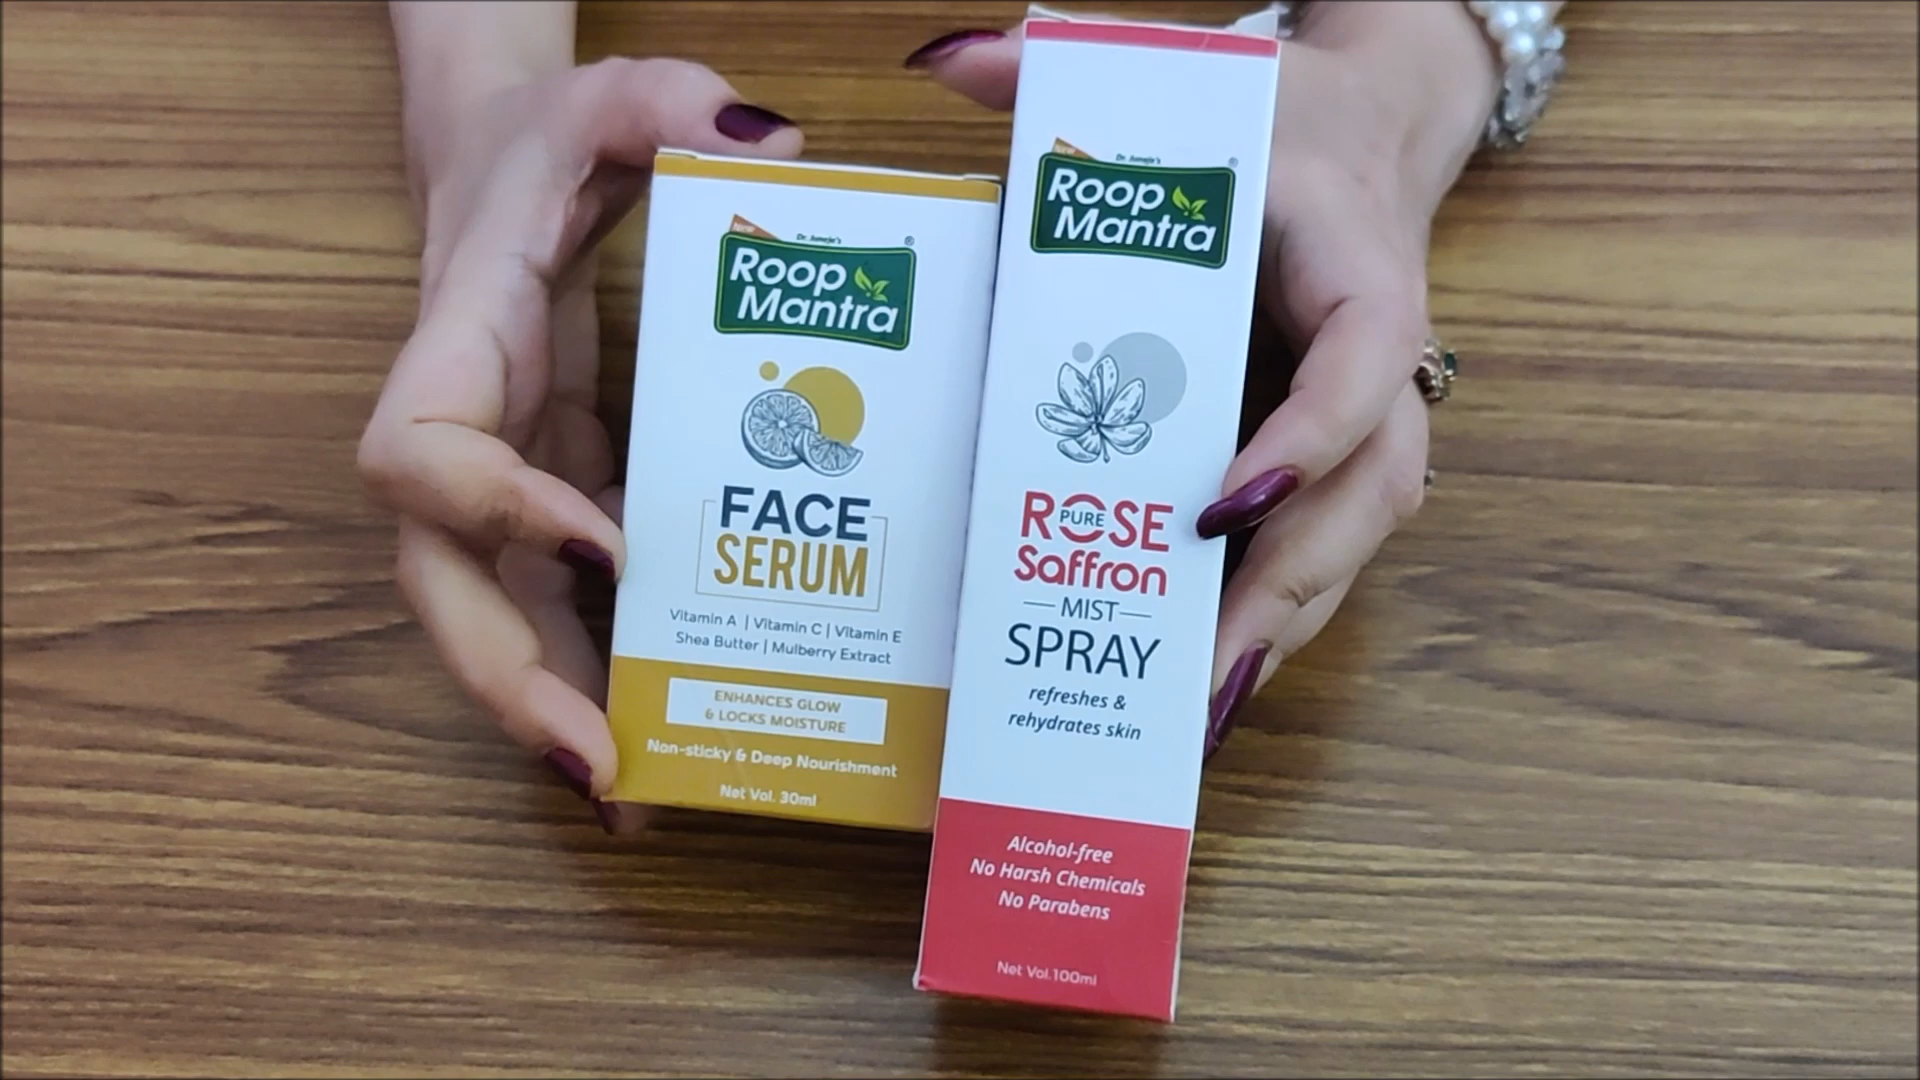 NEW
Dr. Juneja's
®
Roop
Mantra
FACE
SERUM
Vitamin A | Vitamin C | Vitamin E
Shea Butter | Mulberry Extract
ENHANCES GLOW
& LOCKS MOISTURE
Non-sticky & Deep Nourishment
Net Vol. 30ml
NEW
Dr. Juneja's
®
Roop
Mantra
ROSE
PURE
Saffron
MIST
SPRAY
refreshes &
rehydrates skin
Alcohol-free
No Harsh Chemicals
No Parabens
Net Vol.100ml